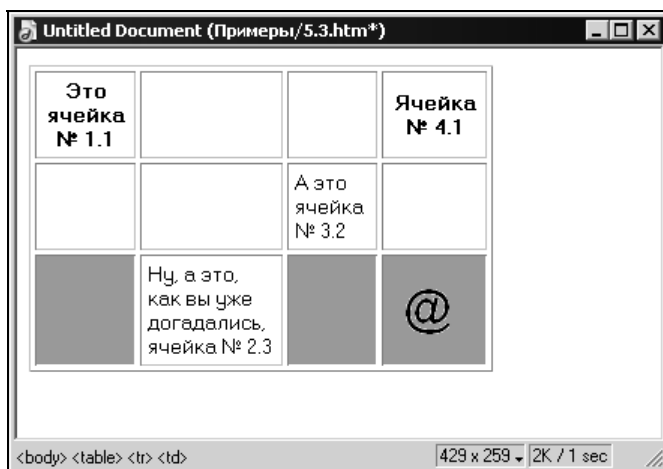 Untitled Document (Примеры/5.3.htm*)
Это
ячейка
№ 1.1
Ячейка
№ 4.1
А это
ячейка
№ 3.2
Ну, а это,
как вы уже
догадались,
ячейка № 2.3
@
<body> <table> <tr> <td>
429 x 259 2K / 1 sec